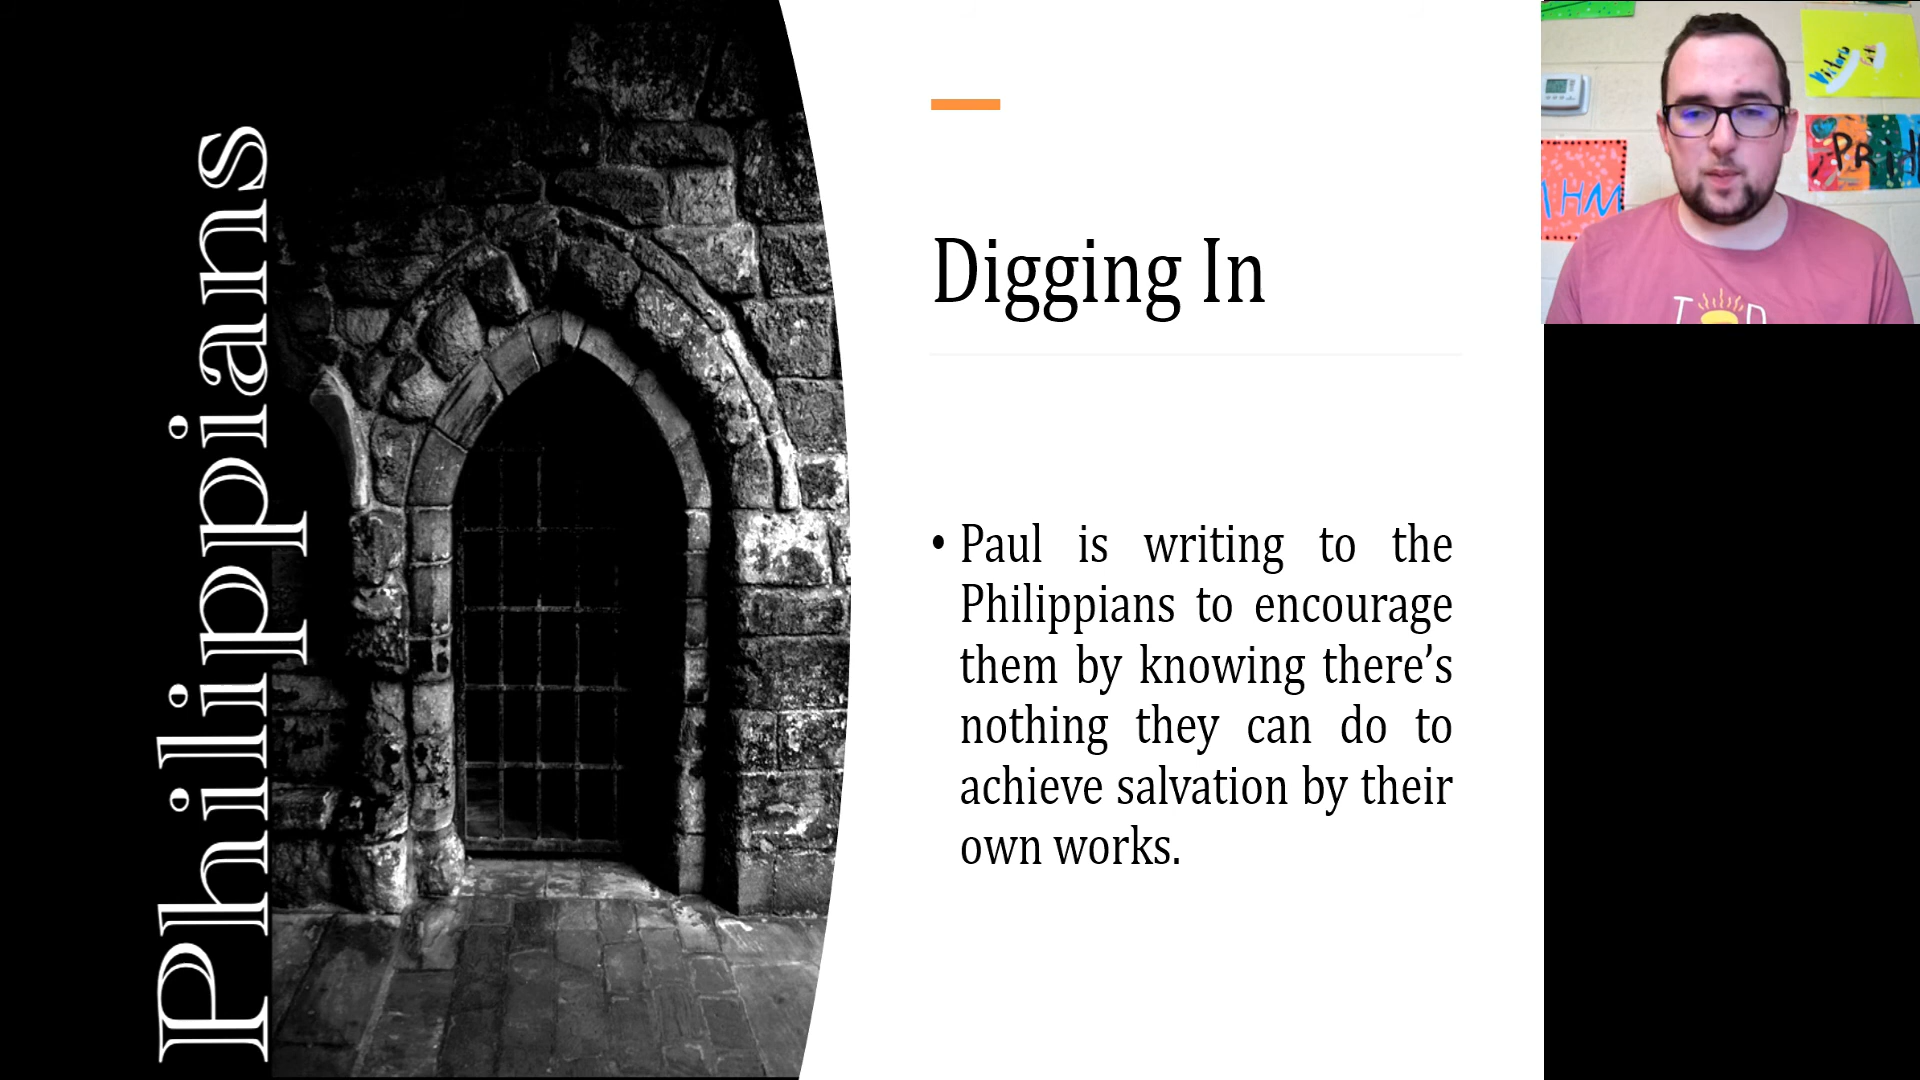 Philippians
Digging In
• Paul is writing to the
Philippians to encourage
them by knowing there's
nothing they can do to
achieve salvation by their
own works.